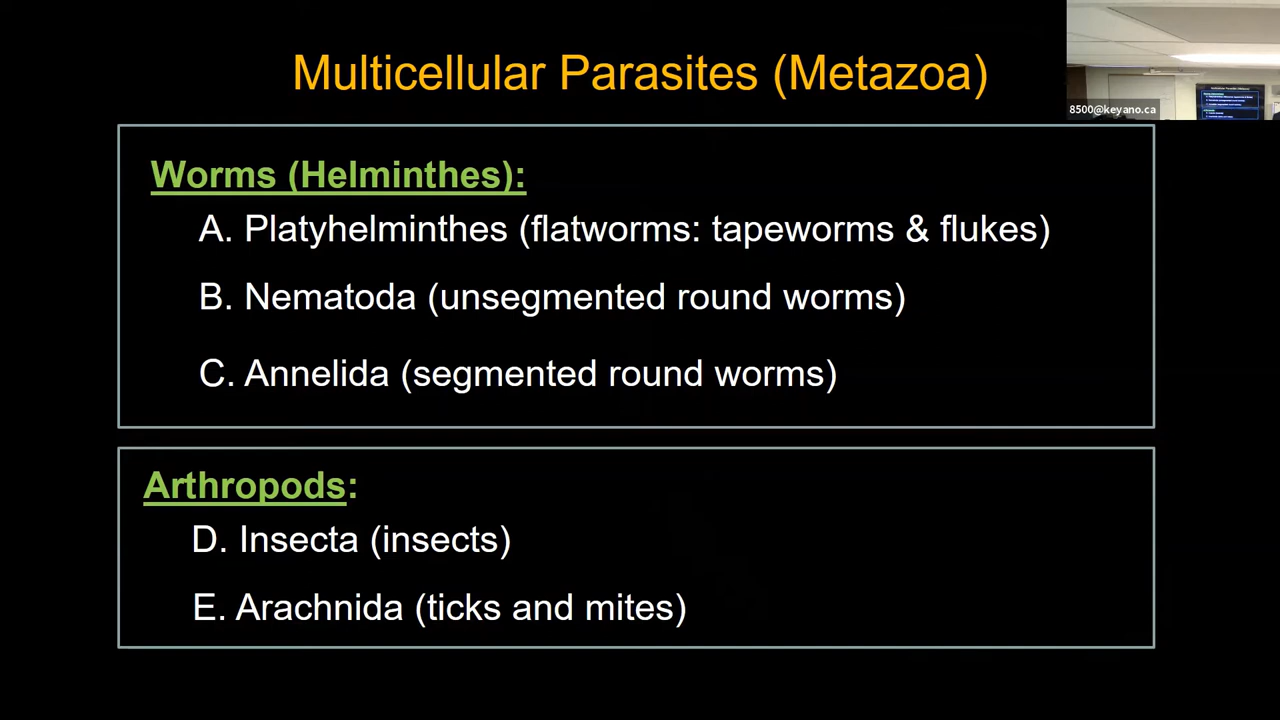 Multicellular Parasites (Metazoa)
8500@keyano.ca
Worms (Helminthes):
A. Platyhelminthes (flatworms: tapeworms & flukes)
B. Nematoda (unsegmented round worms)
C. Annelida (segmented round worms)
Arthropods:
D. Insecta (insects)
E. Arachnida (ticks and mites)